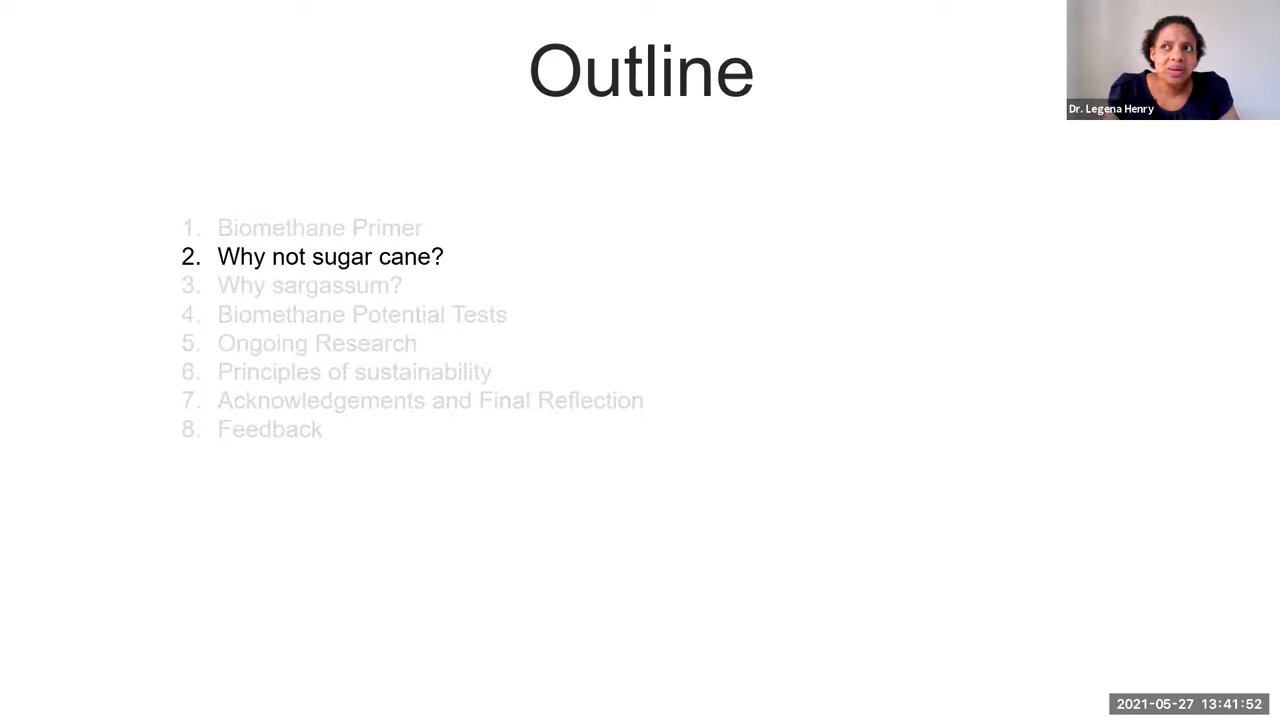 Outline
Dr. Legena Henry
1. Biomethane Primer
2. Why not sugar cane?
3. Why sargassum?
4. Biomethane Potential Tests
5. Ongoing Research
6. Principles of sustainability
7. Acknowledgements and Final Reflection
8. Feedback
2021-05-27 13:41:52